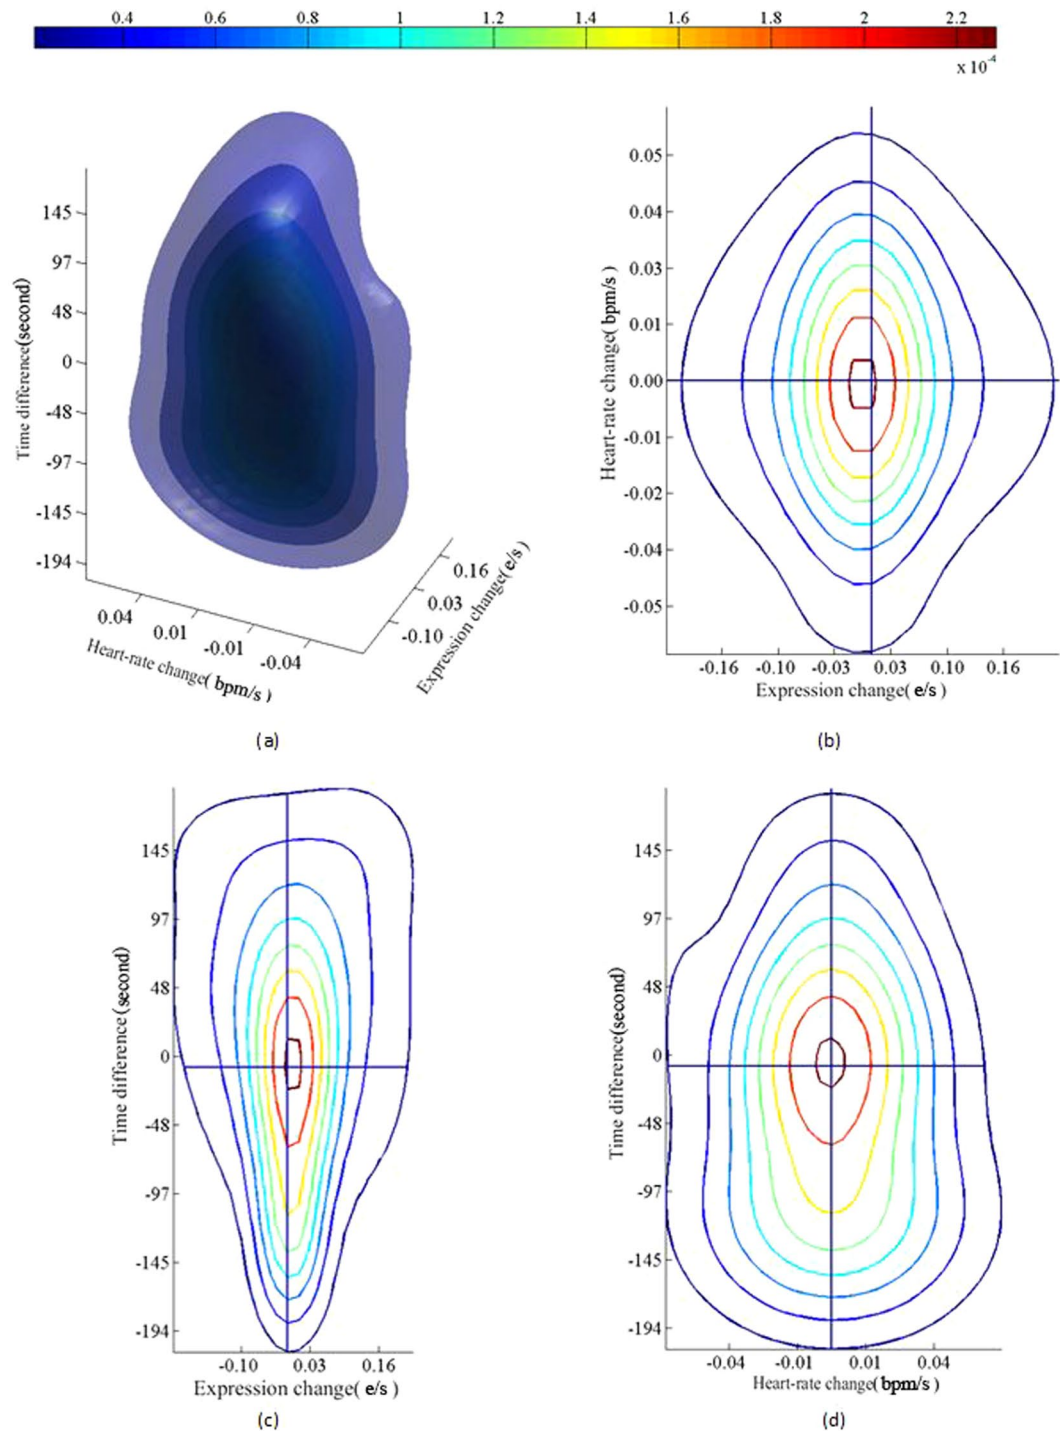 0.4 0.6 0.8 1 1.2 1.4 1.6 1.8 2 2.2
x 10⁻⁴
145
97
48
0
-48
-97
-145
-194
Time difference(second)
0.04
0.01
-0.01
-0.04
Heart-rate change( bpm/s )
0.16
0.03
-0.10
Expression change( e/s )
(a)
0.05
0.04
0.03
0.01
0.00
-0.01
-0.02
-0.04
-0.05
Heart-rate change( bpm/s )
-0.16 -0.10 -0.03 0.03 0.10 0.16
Expression change( e/s )
(b)
145
97
48
0
-48
-97
-145
-194
Time difference(second)
-0.10 0.03 0.16
Expression change( e/s )
(c)
145
97
48
0
-48
-97
-145
-194
Time difference(second)
-0.04 -0.01 0.01 0.04
Heart-rate change( bpm/s )
(d)